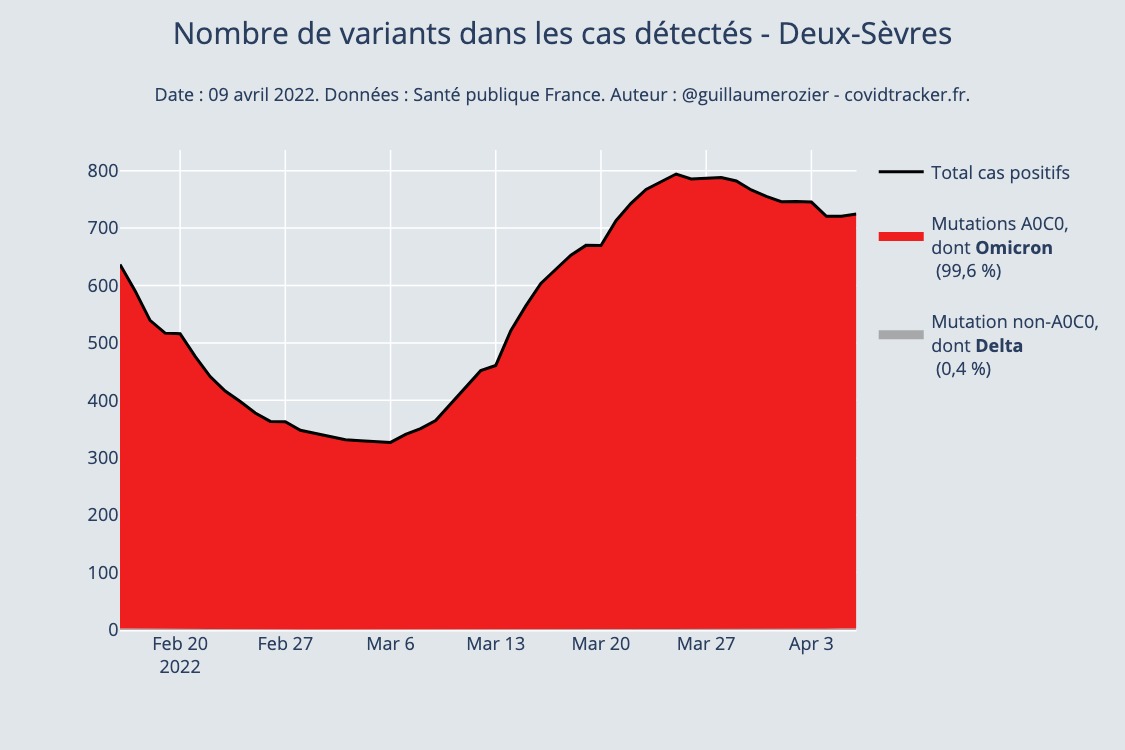 Nombre de variants dans les cas détectés - Deux-Sèvres
Date : 09 avril 2022. Données : Santé publique France. Auteur : @guillaumerozier - covidtracker.fr.
800
700
600
500
400
300
200
100
0
Feb 20
2022
Feb 27
Mar 6
Mar 13
Mar 20
Mar 27
Apr 3
Total cas positifs
Mutations A0C0,
dont Omicron
(99,6 %)
Mutation non-A0C0,
dont Delta
(0,4 %)